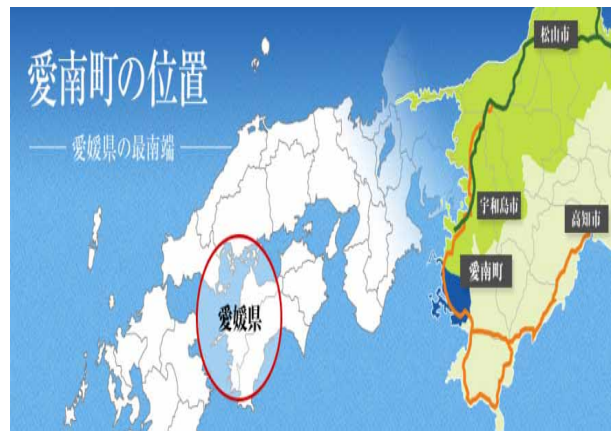 愛南町の位置
愛媛県の最南端
愛媛県
松山市
宇和島市
高知市
愛南町